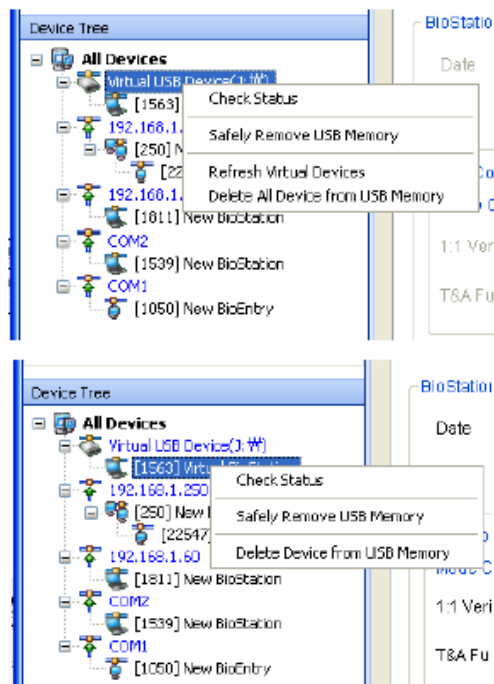 Device Tree
BioStatio
All Devices
Date
Virtual USB Device(J:₩)
Check Status
[1563]
192.168.1.
Safely Remove USB Memory
[250] N
[22
Refresh Virtual Devices
Co
192.168.1.
Delete All Device from USB Memory
[1811] New BioStation
COM2
1:1 Ver
[1539] New BioStation
COM1
T&A Fu
[1050] New BioEntry
Device Tree
BioStation
All Devices
Date
Virtual USB Device(J:₩)
[1563]
Check Status
192.168.1.250
[250] New
Safely Remove USB Memory
[22547]
192.168.1.60
Delete Device from USB Memory
[1811] New BioStation
COM2
1:1 Veri
[1539] New BioStation
COM1
T&A Fu
[1050] New BioEntry